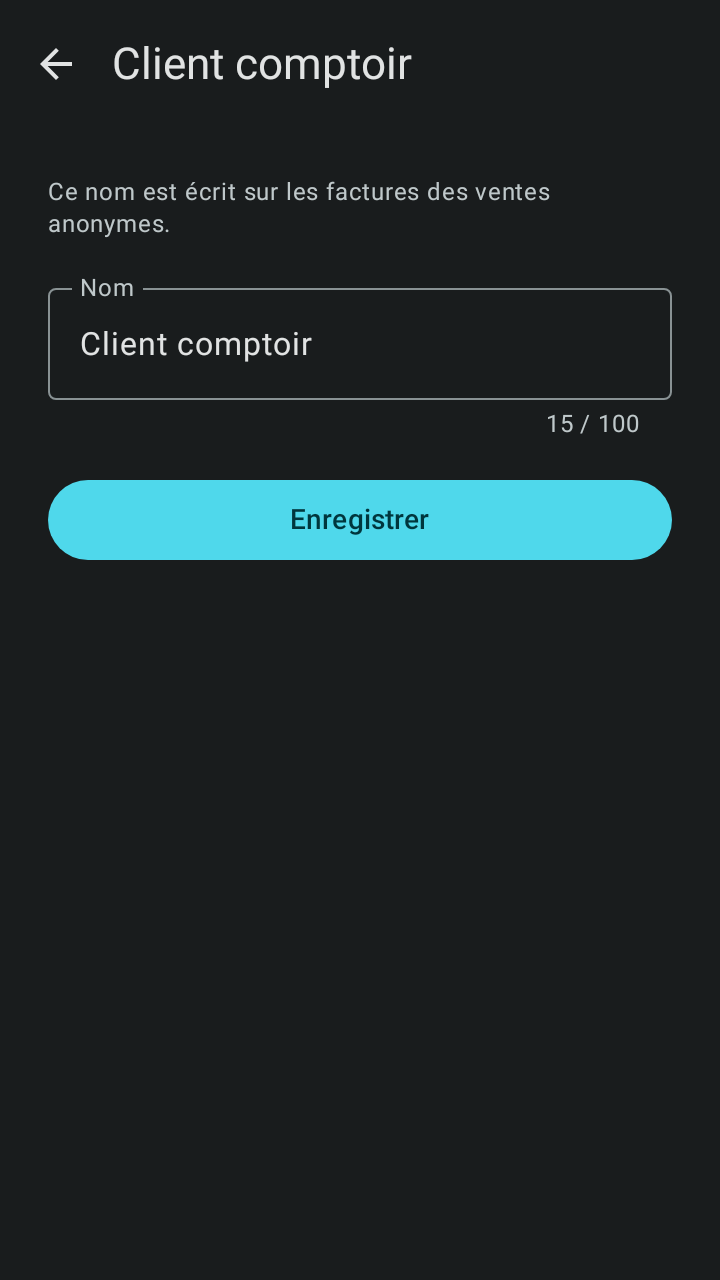 Client comptoir
Ce nom est écrit sur les factures des ventes
anonymes.
Nom
Client comptoir
15 / 100
Enregistrer